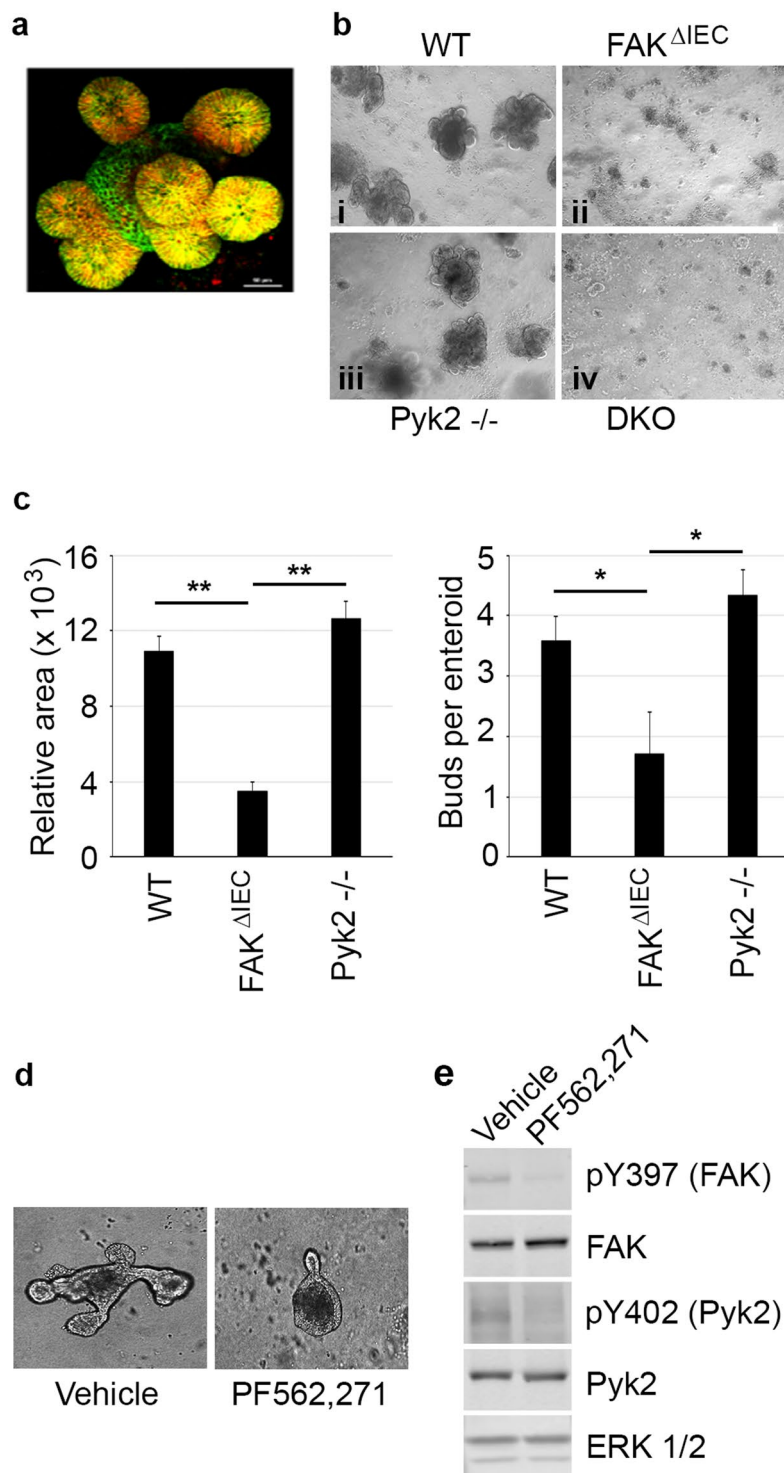 a
b
WT
FAK ΔIEC
i
ii
iii
iv
Pyk2 -/-
DKO
c
Relative area (x 10³)
16
12
8
4
0
**
**
WT
FAK ΔIEC
Pyk2 -/-
Buds per enteroid
5
4
3
2
1
0
*
*
WT
FAK ΔIEC
Pyk2 -/-
d
Vehicle
PF562,271
e
Vehicle
PF562,271
pY397 (FAK)
FAK
pY402 (Pyk2)
Pyk2
ERK 1/2